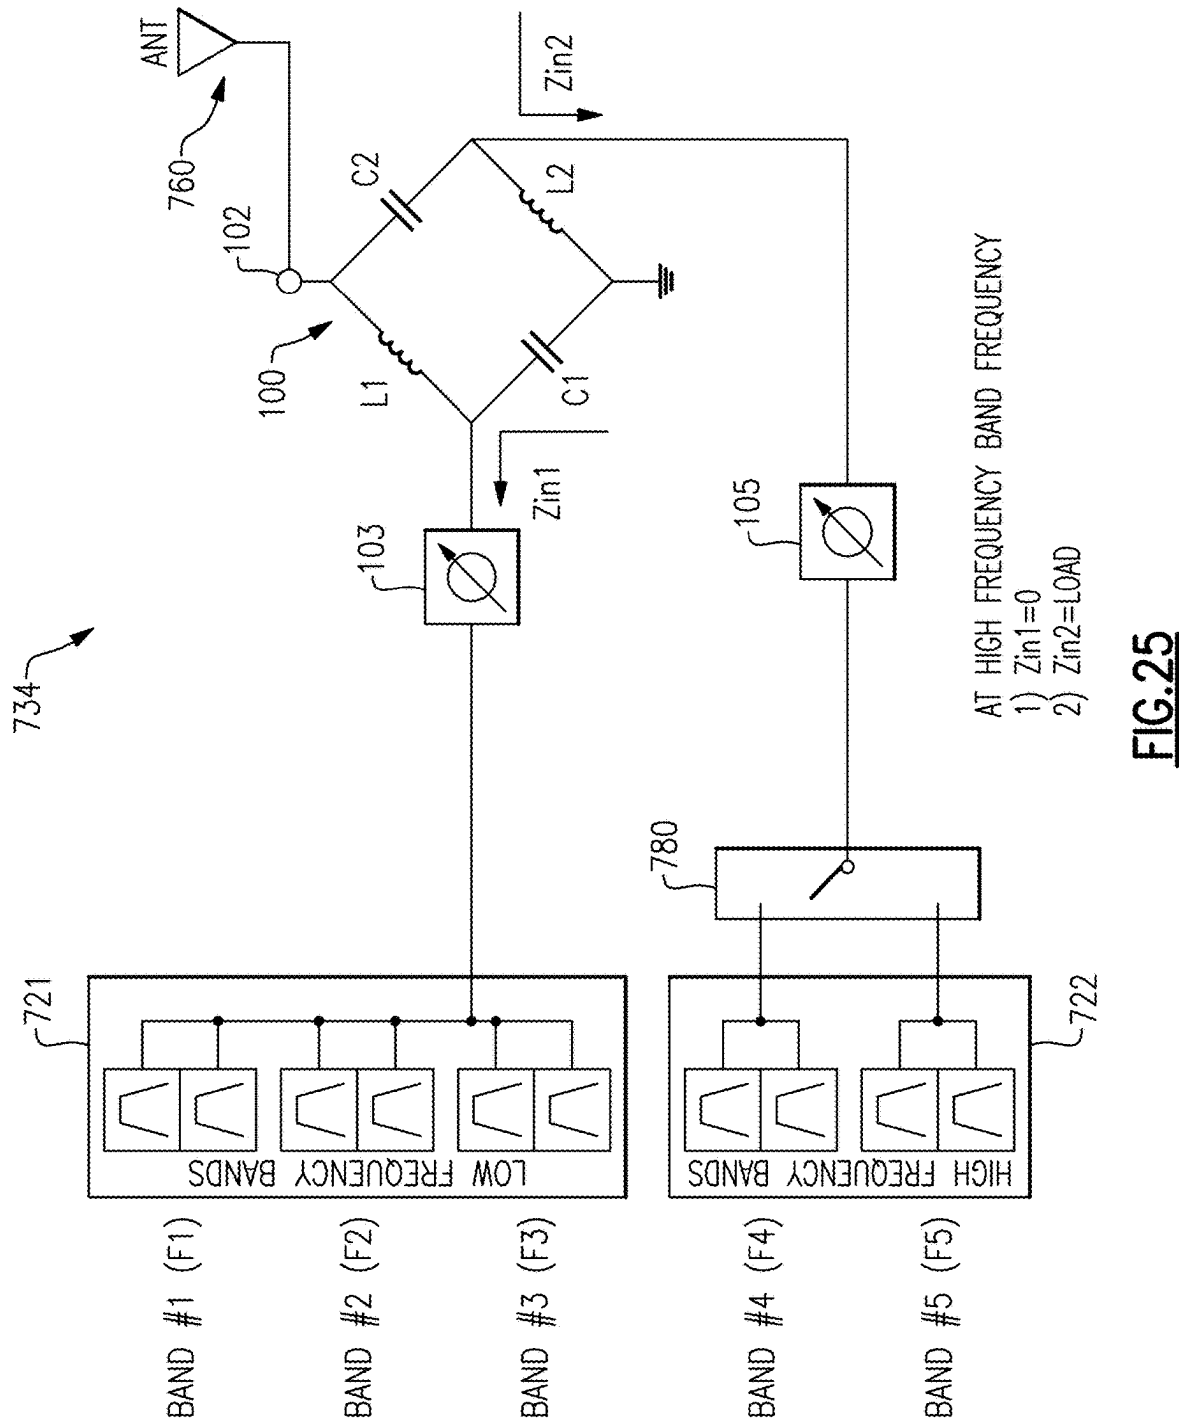 734
760
ANT
102
100
C2
L1
C1
L2
Zin2
Zin1
103
105
780
721
722
LOW FREQUENCY BANDS
HIGH FREQUENCY BANDS
BAND #1 (F1)
BAND #2 (F2)
BAND #3 (F3)
BAND #4 (F4)
BAND #5 (F5)
AT HIGH FREQUENCY BAND FREQUENCY
1) Zin1=0
2) Zin2=LOAD
FIG.25